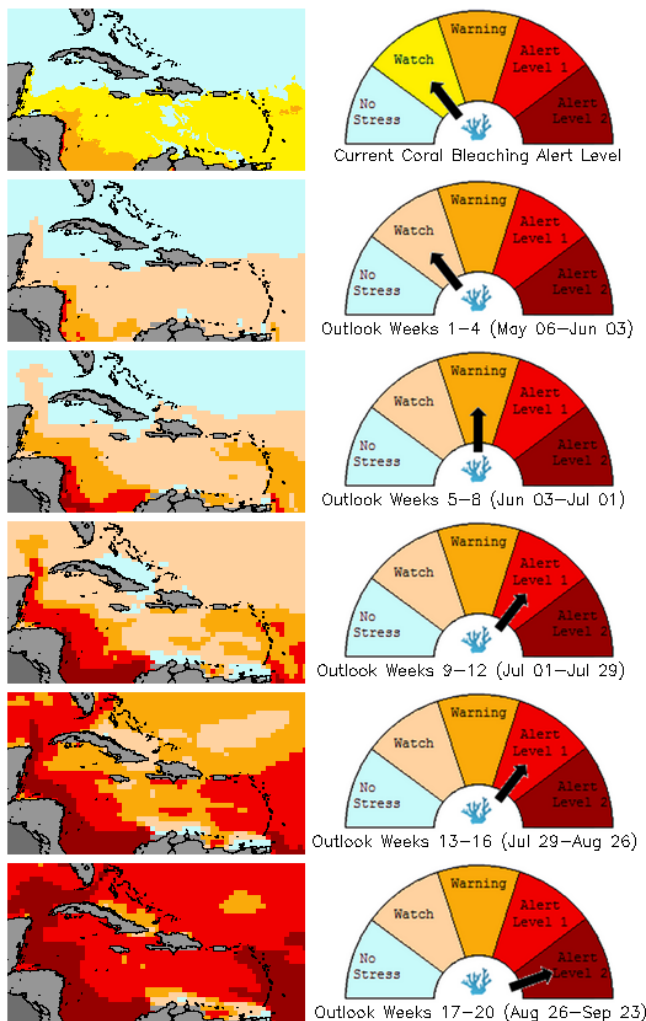 Warning
Watch
Alert
Level 1
No
Stress
Alert
Level 2
Current Coral Bleaching Alert Level
Warning
Watch
Alert
Level 1
No
Stress
Alert
Level 2
Outlook Weeks 1-4 (May 06-Jun 03)
Warning
Watch
Alert
Level 1
No
Stress
Alert
Level 2
Outlook Weeks 5-8 (Jun 03-Jul 01)
Warning
Watch
Alert
Level 1
No
Stress
Alert
Level 2
Outlook Weeks 9-12 (Jul 01-Jul 29)
Warning
Watch
Alert
Level 1
No
Stress
Alert
Level 2
Outlook Weeks 13-16 (Jul 29-Aug 26)
Warning
Watch
Alert
Level 1
No
Stress
Alert
Level 2
Outlook Weeks 17-20 (Aug 26-Sep 23)